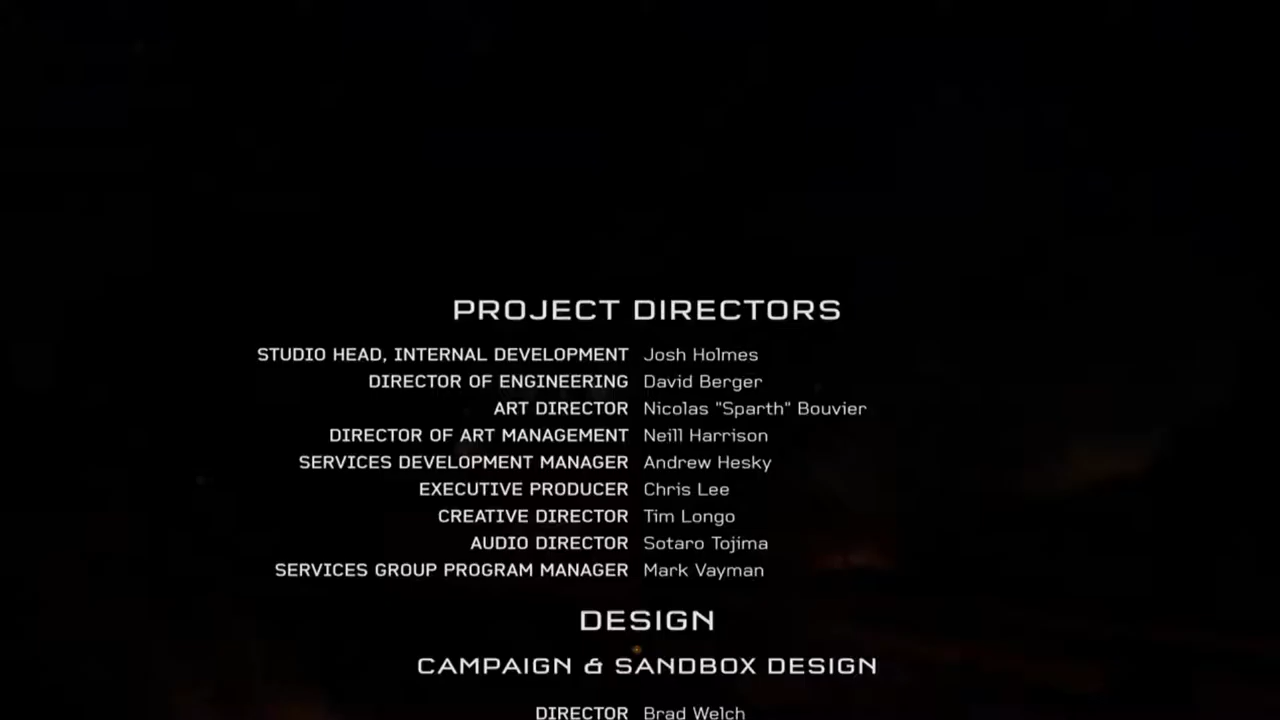 PROJECT DIRECTORS
STUDIO HEAD, INTERNAL DEVELOPMENT Josh Holmes
DIRECTOR OF ENGINEERING David Berger
ART DIRECTOR Nicolas "Sparth" Bouvier
DIRECTOR OF ART MANAGEMENT Neill Harrison
SERVICES DEVELOPMENT MANAGER Andrew Hesky
EXECUTIVE PRODUCER Chris Lee
CREATIVE DIRECTOR Tim Longo
AUDIO DIRECTOR Sotaro Tojima
SERVICES GROUP PROGRAM MANAGER Mark Vayman
DESIGN
CAMPAIGN & SANDBOX DESIGN
DIRECTOR Brad Welch